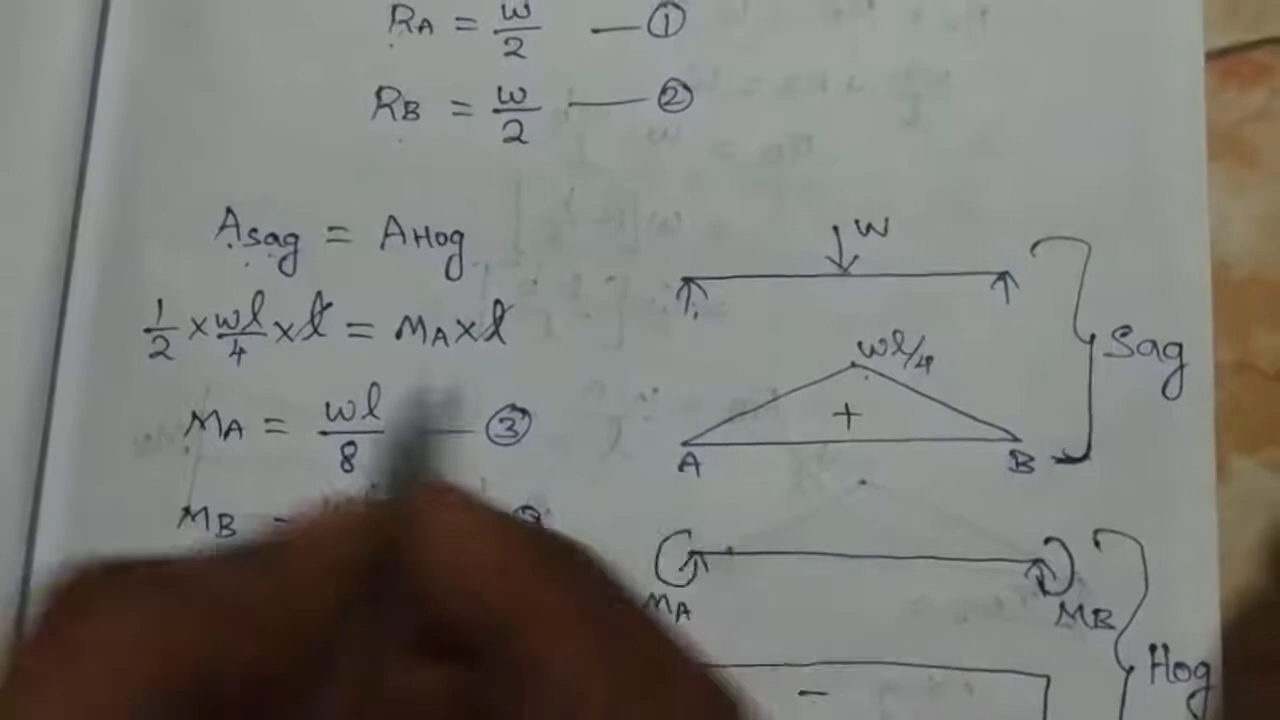 RA = w/2 — ①
RB = w/2 — ②
Asag = AHog
1/2 × wl/4 × l = MA × l
MA = wl/8 — ③
MB =
w
wl/4
+
A B
Sag
MA MB
Hog
−